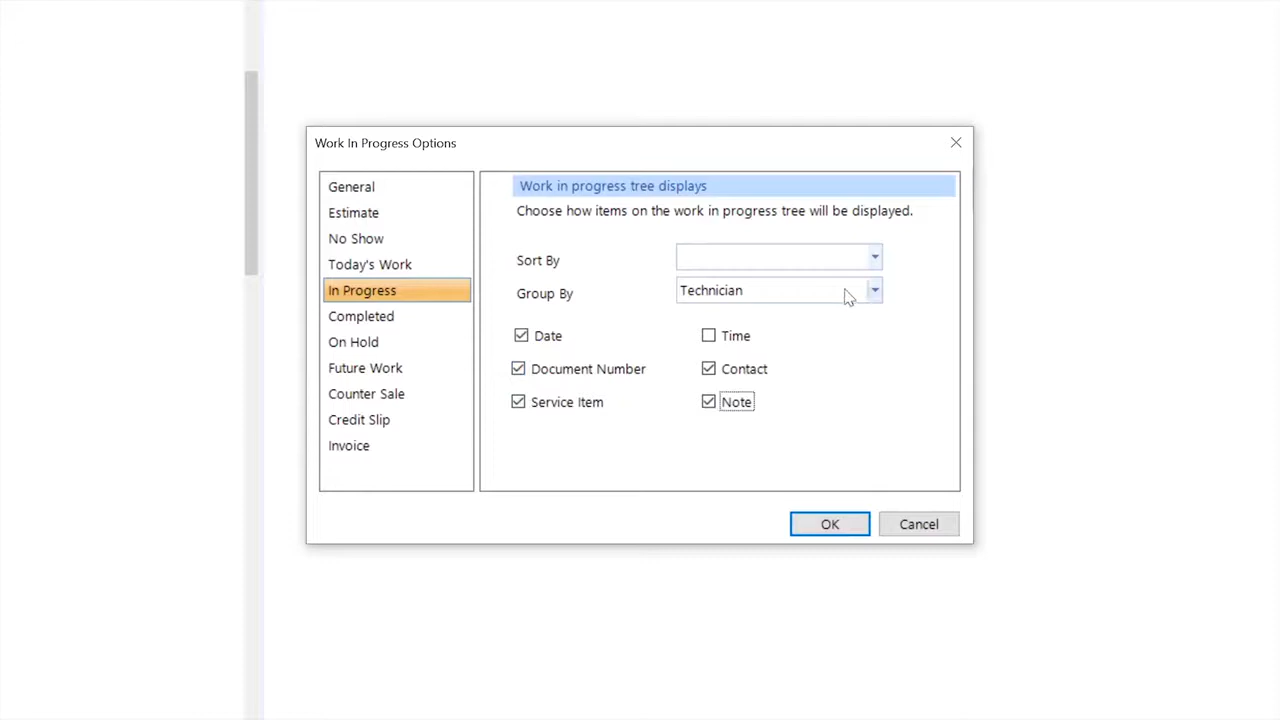 Work In Progress Options
General
Estimate
No Show
Today's Work
In Progress
Completed
On Hold
Future Work
Counter Sale
Credit Slip
Invoice
Work in progress tree displays
Choose how items on the work in progress tree will be displayed.
Sort By
Group By Technician
Date Time
Document Number Contact
Service Item Note
OK Cancel